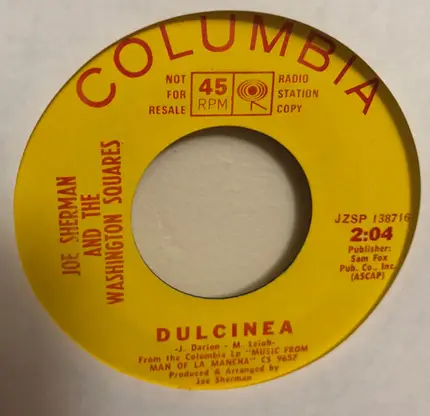 COLUMBIA
NOT
FOR
RESALE
45
RPM
RADIO
STATION
COPY
JOE SHERMAN
AND THE
WASHINGTON SQUARES
JZSP 138716
2:04
Publisher:
Sam Fox
Pub. Co., Inc.
(ASCAP)
DULCINEA
-J. Darion - M. Leigh-
From the Columbia Lp "MUSIC FROM
MAN OF LA MANCHA" CS 9657
Produced & Arranged by
Joe Sherman